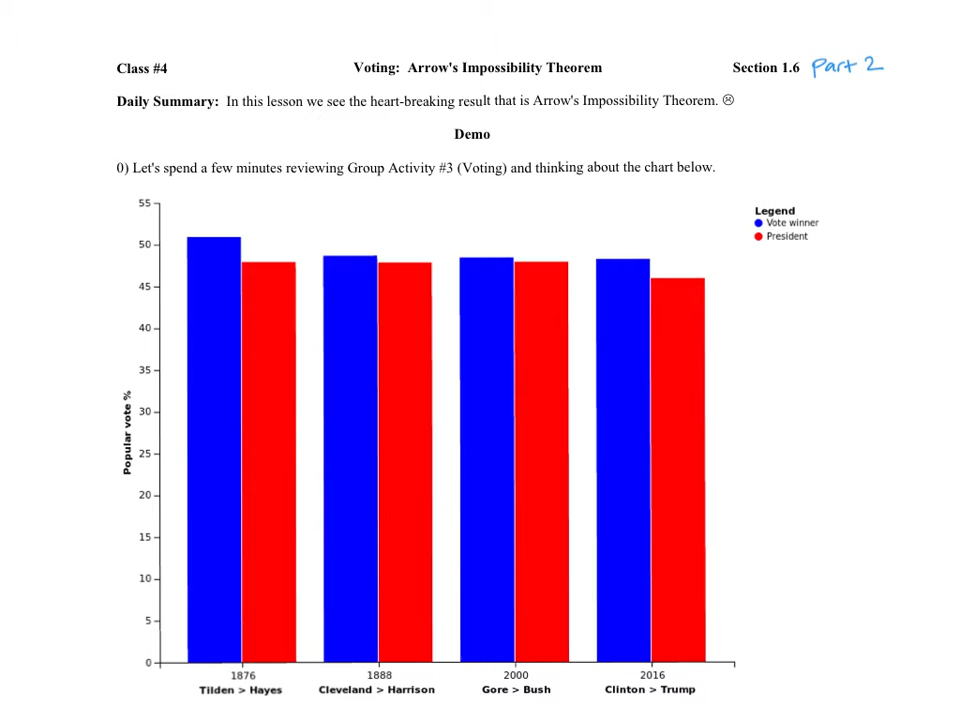 Class #4 Voting: Arrow's Impossibility Theorem Section 1.6 Part 2
Daily Summary: In this lesson we see the heart-breaking result that is Arrow's Impossibility Theorem. ☹
Demo
0) Let's spend a few minutes reviewing Group Activity #3 (Voting) and thinking about the chart below.
Legend
Vote winner
President
Popular vote %
55
50
45
40
35
30
25
20
15
10
5
0
1876 1888 2000 2016
Tilden > Hayes Cleveland > Harrison Gore > Bush Clinton > Trump